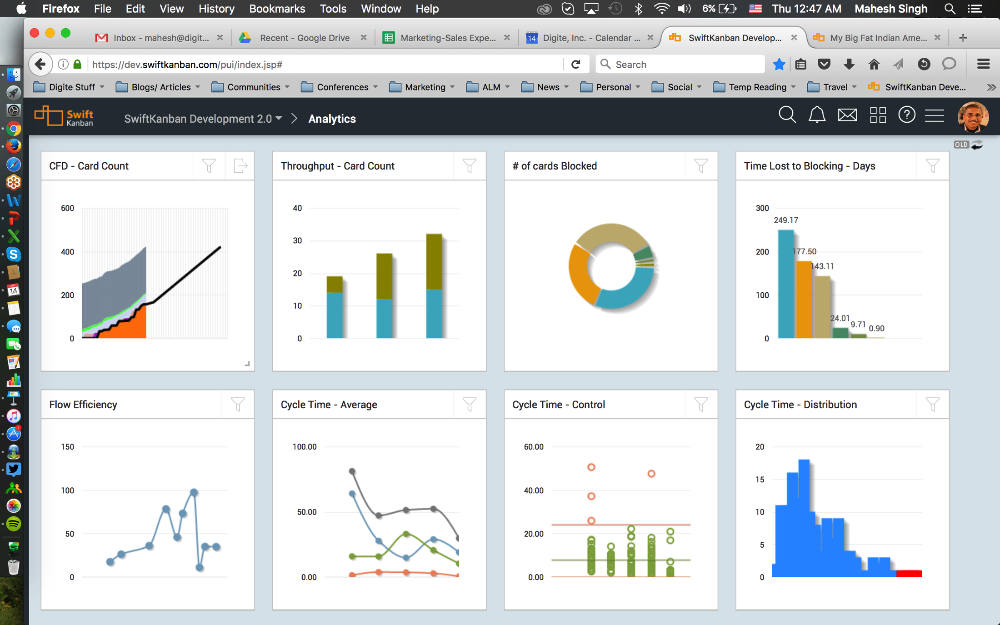 Firefox File Edit View History Bookmarks Tools Window Help 6% Thu 12:47 AM Mahesh Singh
Inbox - mahesh@digit... Recent - Google Drive Marketing-Sales Expe... 14 Digite, Inc. - Calendar ... SwiftKanban Develop... My Big Fat Indian Ame...
https://dev.swiftkanban.com/pui/index.jsp# Search
Digite Stuff Blogs/ Articles Communities Conferences Marketing ALM News Personal Social Temp Reading Travel SwiftKanban Deve...
Swift
Kanban
SwiftKanban Development 2.0 Analytics
OLD
CFD - Card Count
600
400
200
0
Throughput - Card Count
40
30
20
10
0
# of cards Blocked
Time Lost to Blocking - Days
300
249.17
200
177.50
143.11
100
24.01
9.71
0.90
0
Flow Efficiency
150
100
50
0
Cycle Time - Average
100.00
50.00
0.00
Cycle Time - Control
60.00
40.00
20.00
0.00
Cycle Time - Distribution
20
15
10
5
0
APR
14
1